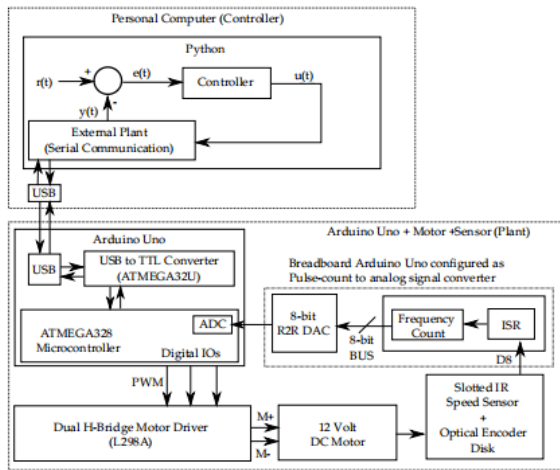 Personal Computer (Controller)
Python
r(t)
+
-
e(t)
Controller
u(t)
y(t)
External Plant
(Serial Communication)
USB
Arduino Uno + Motor +Sensor (Plant)
Arduino Uno
USB
USB to TTL Converter
(ATMEGA32U)
Breadboard Arduino Uno configured as
Pulse-count to analog signal converter
ATMEGA328
Microcontroller
ADC
Digital IOs
8-bit
R2R DAC
8-bit
BUS
Frequency
Count
ISR
D8
PWM
Dual H-Bridge Motor Driver
(L298A)
M+
M-
12 Volt
DC Motor
Slotted IR
Speed Sensor
+
Optical Encoder
Disk